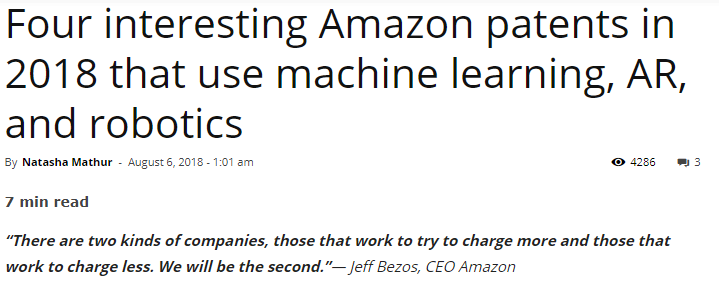 Four interesting Amazon patents in
2018 that use machine learning, AR,
and robotics
By Natasha Mathur - August 6, 2018 - 1:01 am 4286 3
7 min read
“There are two kinds of companies, those that work to try to charge more and those that
work to charge less. We will be the second.”— Jeff Bezos, CEO Amazon